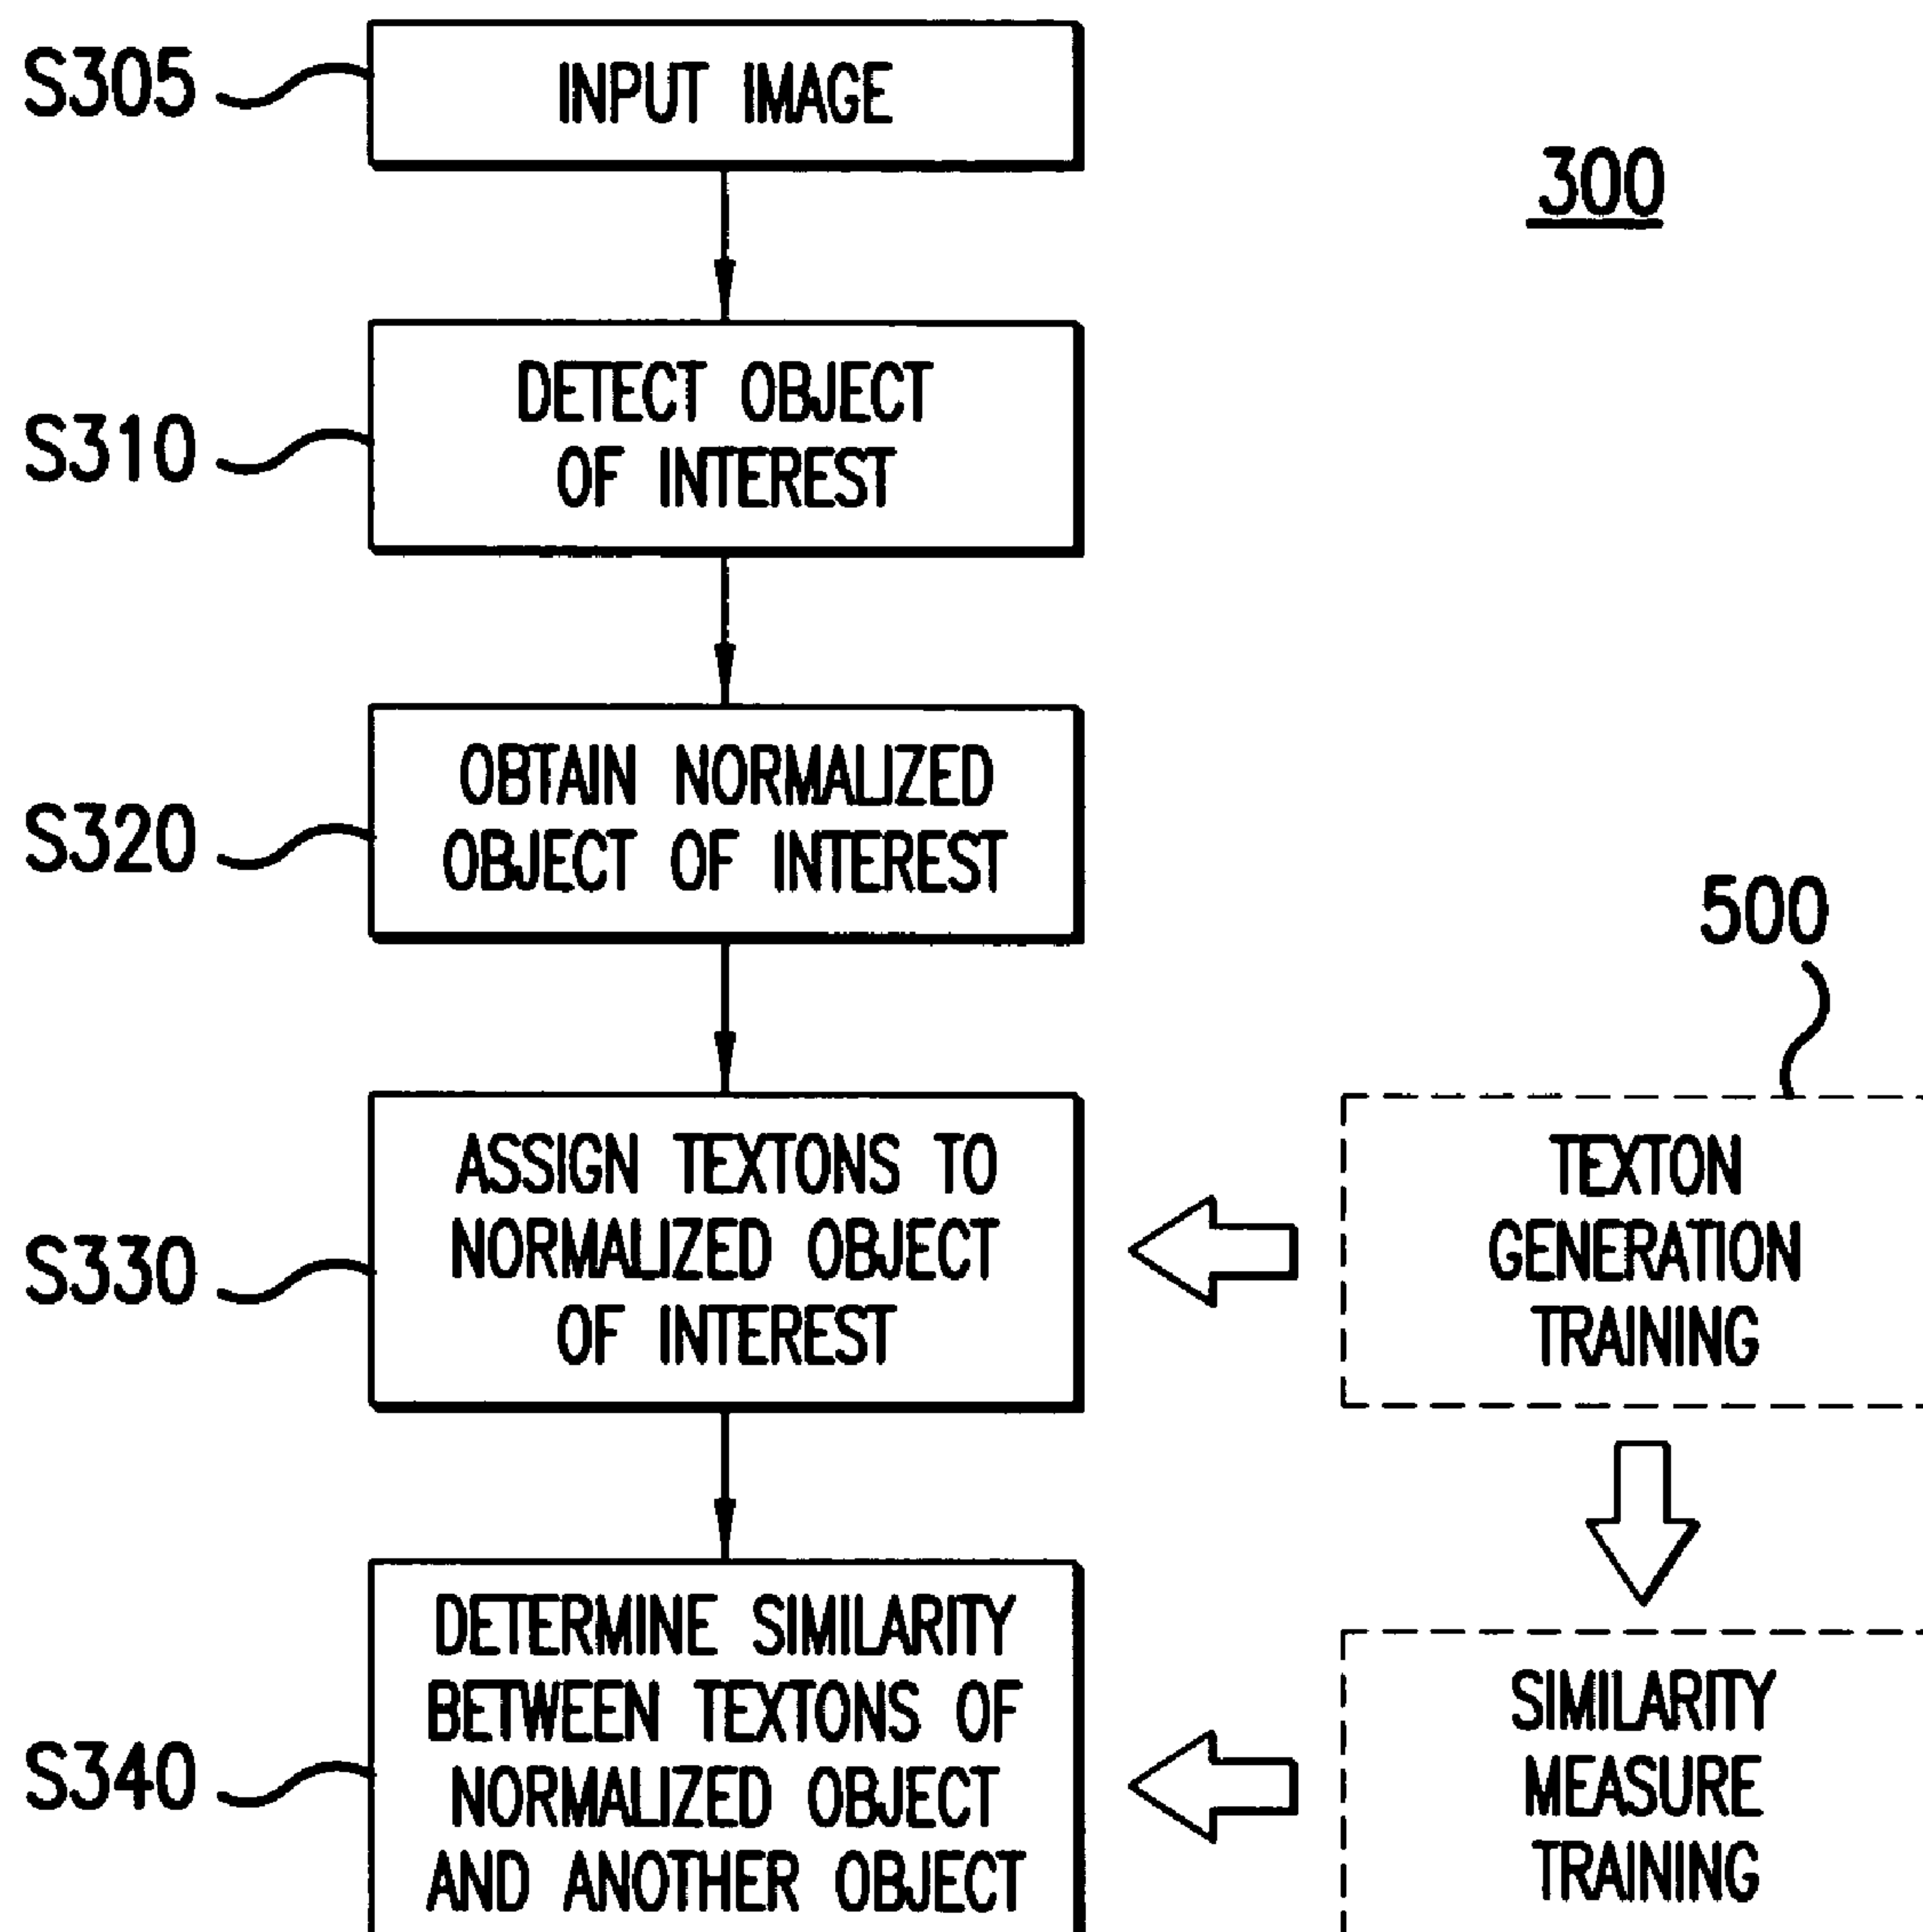 S305
INPUT IMAGE
300
S310
DETECT OBJECT
OF INTEREST
S320
OBTAIN NORMALIZED
OBJECT OF INTEREST
500
S330
ASSIGN TEXTONS TO
NORMALIZED OBJECT
OF INTEREST
TEXTON
GENERATION
TRAINING
S340
DETERMINE SIMILARITY
BETWEEN TEXTONS OF
NORMALIZED OBJECT
AND ANOTHER OBJECT
SIMILARITY
MEASURE
TRAINING